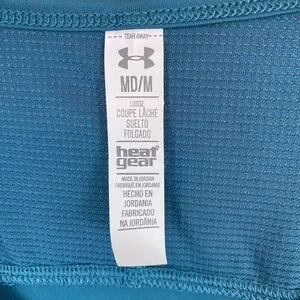 TEAR AWAY
MD/M
LOOSE
COUPE LÂCHE
SUELTO
FOLGADO
heat
gear
MADE IN JORDAN
FABRIQUÉ EN JORDANIE
HECHO EN
JORDANIA
FABRICADO
NA JORDÂNIA